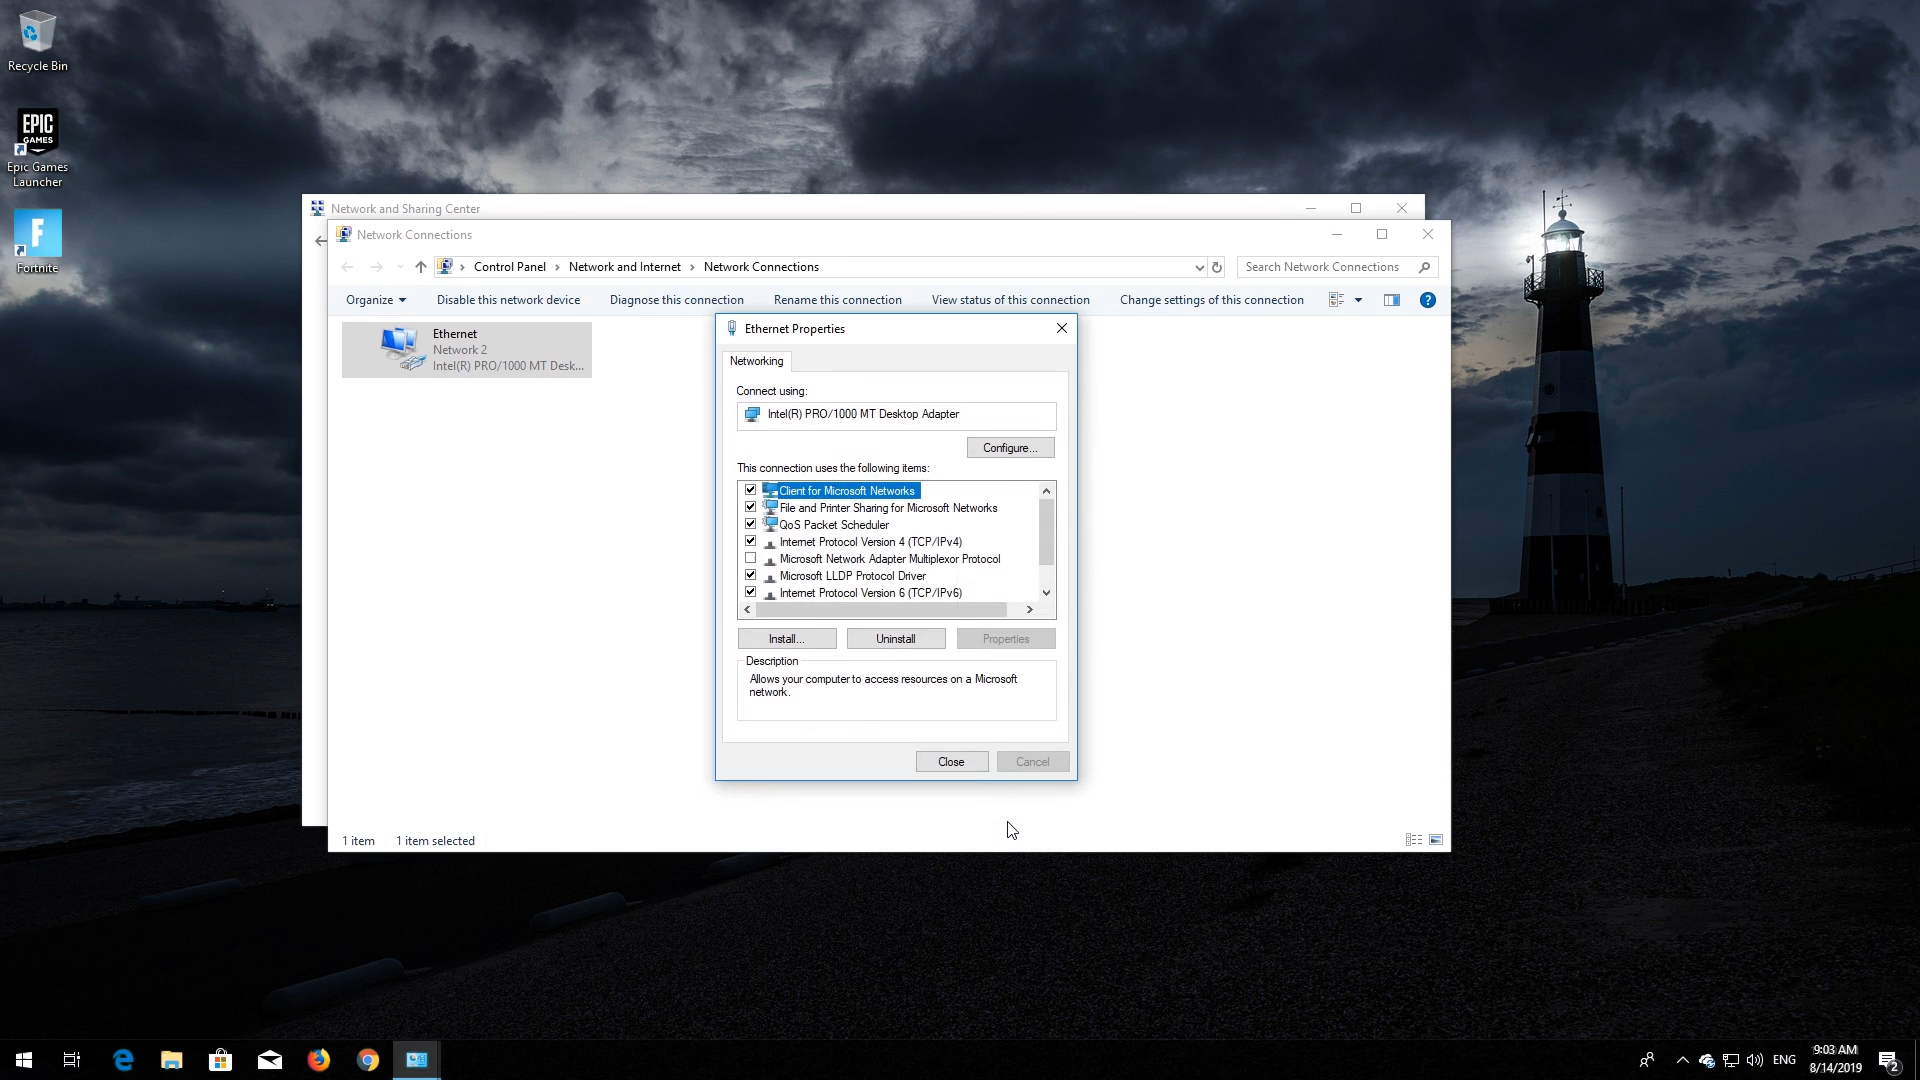 Recycle Bin
EPIC
GAMES
Epic Games
Launcher
F
Fortnite
Network and Sharing Center
Network Connections
Control Panel > Network and Internet > Network Connections
Search Network Connections
Organize
Disable this network device
Diagnose this connection
Rename this connection
View status of this connection
Change settings of this connection
?
Ethernet
Network 2
Intel(R) PRO/1000 MT Desk...
Ethernet Properties
Networking
Connect using:
Intel(R) PRO/1000 MT Desktop Adapter
Configure...
This connection uses the following items:
Client for Microsoft Networks
File and Printer Sharing for Microsoft Networks
QoS Packet Scheduler
Internet Protocol Version 4 (TCP/IPv4)
Microsoft Network Adapter Multiplexor Protocol
Microsoft LLDP Protocol Driver
Internet Protocol Version 6 (TCP/IPv6)
Install...
Uninstall
Properties
Description
Allows your computer to access resources on a Microsoft
network.
Close
Cancel
1 item
1 item selected
ENG
9:03 AM
8/14/2019
2